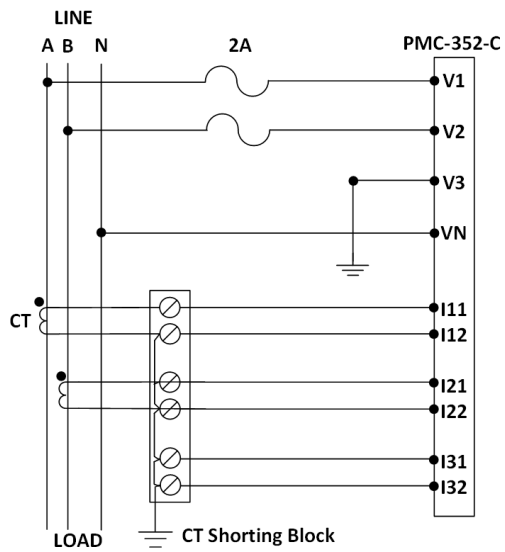 LINE
A B N
2A
PMC-352-C
V1
V2
V3
VN
CT
I11
I12
I21
I22
I31
I32
LOAD
CT Shorting Block